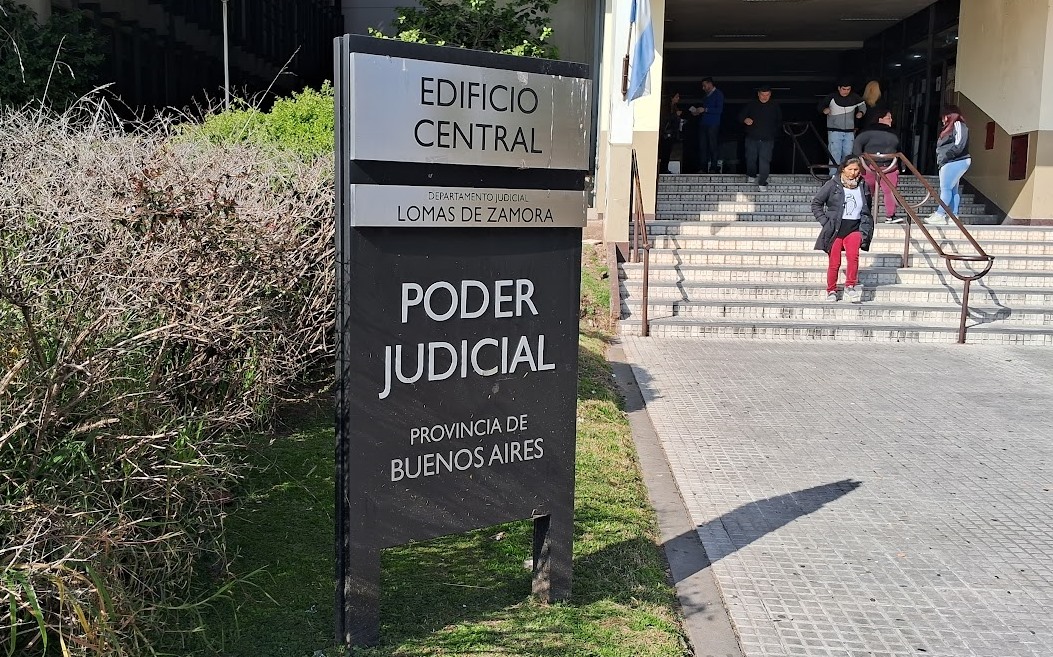 EDIFICIO
CENTRAL
DEPARTAMENTO JUDICIAL
LOMAS DE ZAMORA
PODER
JUDICIAL
PROVINCIA DE
BUENOS AIRES